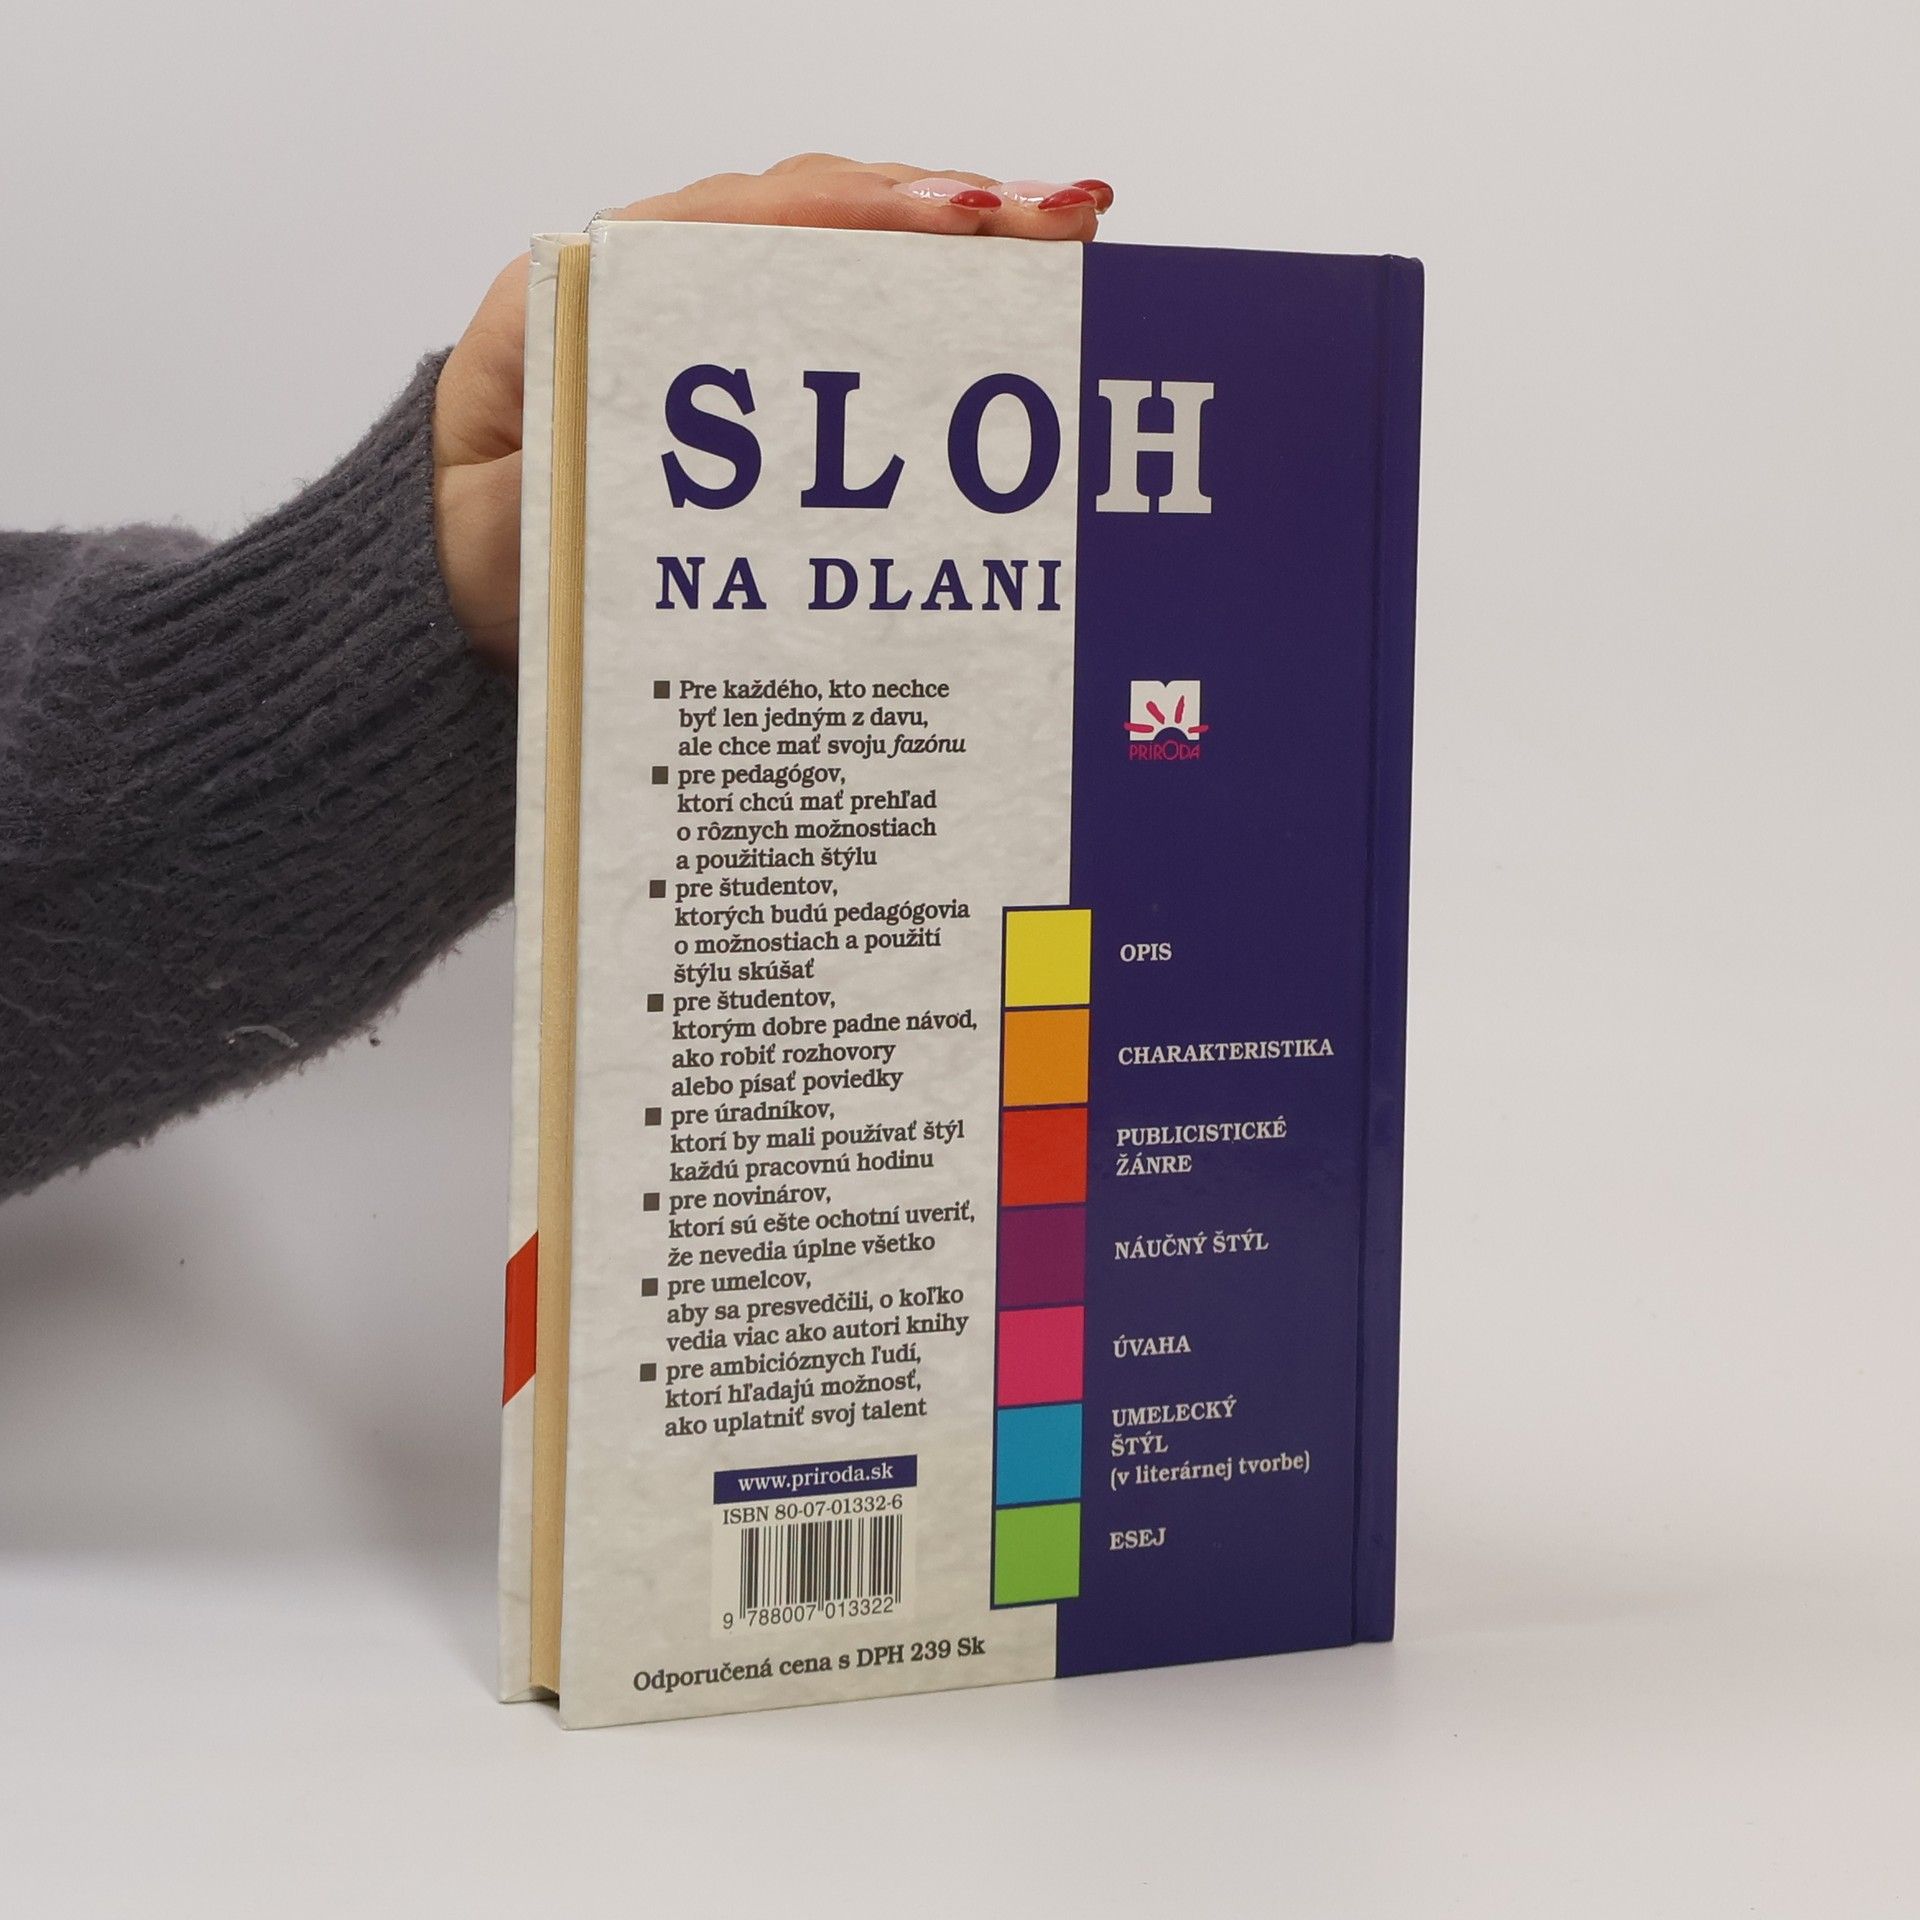 SLOH
NA DLANI
Pre každého, kto nechce
byť len jedným z davu,
ale chce mať svoju fazónu
pre pedagógov,
ktorí chcú mať prehľad
o rôznych možnostiach
a použitiach štýlu
pre študentov,
ktorých budú pedagógovia
o možnostiach a použití
štýlu skúšať
pre študentov,
ktorým dobre padne návod,
ako robiť rozhovory
alebo písať poviedky
pre úradníkov,
ktorí by mali používať štýl
každú pracovnú hodinu
pre novinárov,
ktorí sú ešte ochotní uveriť,
že nevedia úplne všetko
pre umelcov,
aby sa presvedčili, o koľko
vedia viac ako autori knihy
pre ambicióznych ľudí,
ktorí hľadajú možnosť,
ako uplatniť svoj talent
www.priroda.sk
ISBN 80-07-01332-6
9 788007 013322
Odporučená cena s DPH 239 Sk
PRÍRODA
OPIS
CHARAKTERISTIKA
PUBLICISTICKÉ
ŽÁNRE
NÁUČNÝ ŠTÝL
ÚVAHA
UMELECKÝ
ŠTÝL
(v literárnej tvorbe)
ESEJ